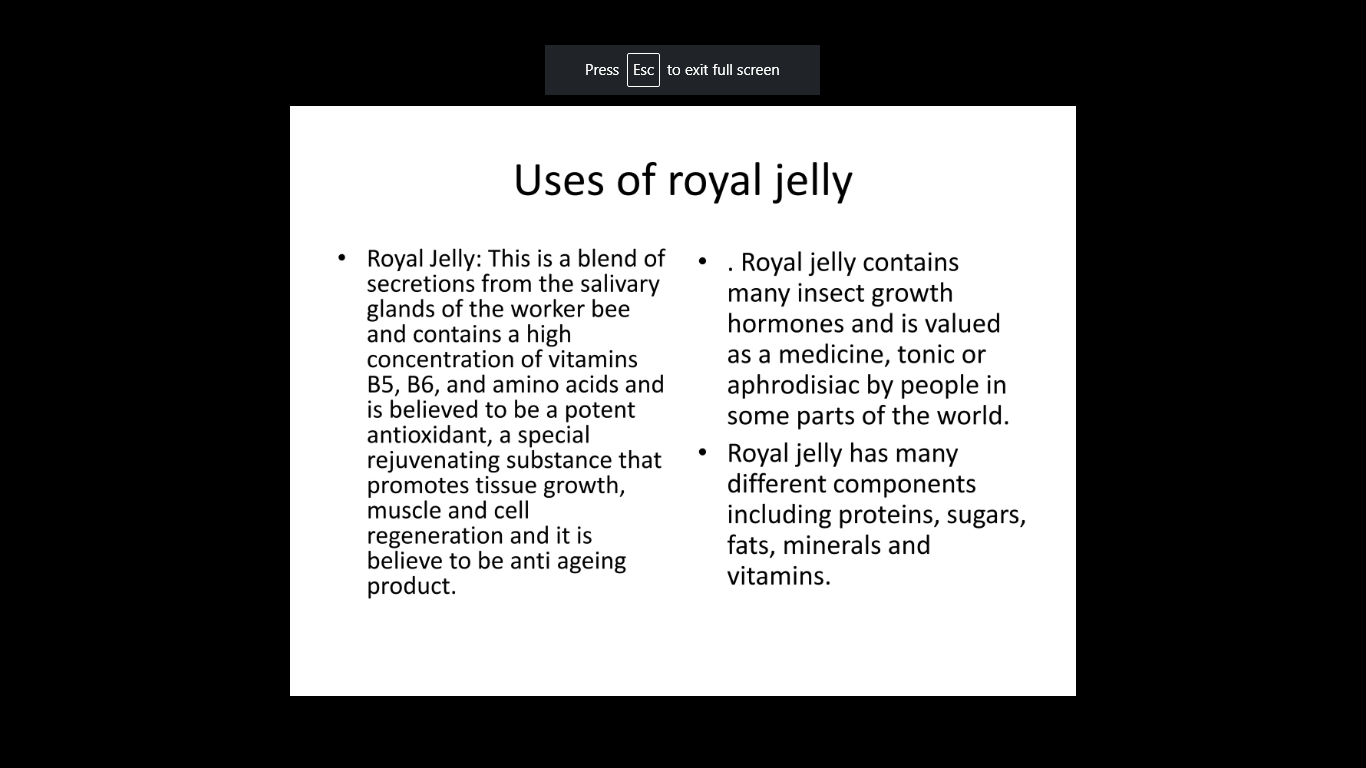 Press Esc to exit full screen
Uses of royal jelly
• Royal Jelly: This is a blend of
secretions from the salivary
glands of the worker bee
and contains a high
concentration of vitamins
B5, B6, and amino acids and
is believed to be a potent
antioxidant, a special
rejuvenating substance that
promotes tissue growth,
muscle and cell
regeneration and it is
believe to be anti ageing
product.
• . Royal jelly contains
many insect growth
hormones and is valued
as a medicine, tonic or
aphrodisiac by people in
some parts of the world.
• Royal jelly has many
different components
including proteins, sugars,
fats, minerals and
vitamins.